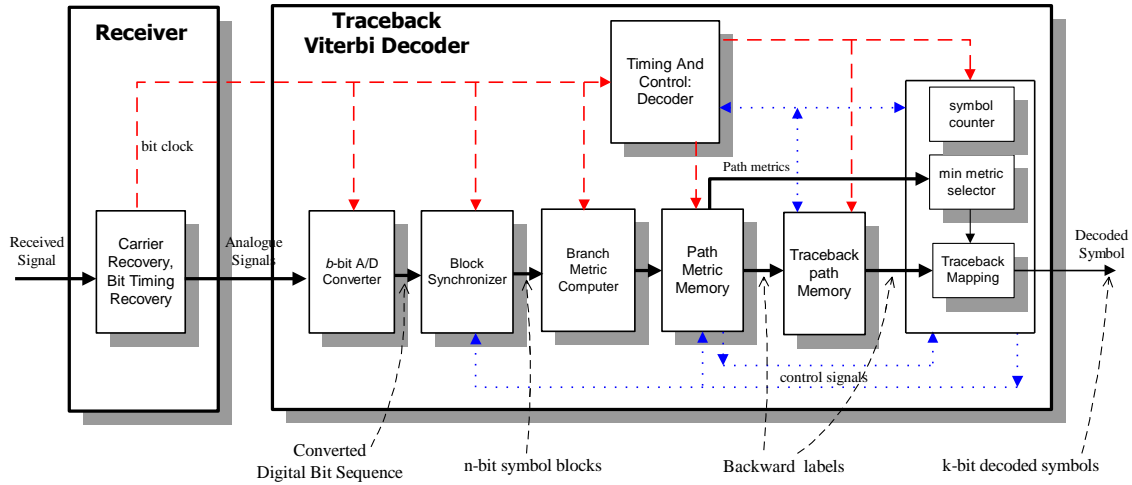 Receiver
Traceback
Viterbi Decoder
Timing And
Control:
Decoder
symbol
counter
bit clock
Path metrics
min metric
selector
Received
Signal
Carrier
Recovery,
Bit Timing
Recovery
Analogue
Signals
b-bit A/D
Converter
Block
Synchronizer
Branch
Metric
Computer
Path
Metric
Memory
Traceback
path
Memory
Traceback
Mapping
Decoded
Symbol
control signals
Converted
Digital Bit Sequence
n-bit symbol blocks
Backward labels
k-bit decoded symbols